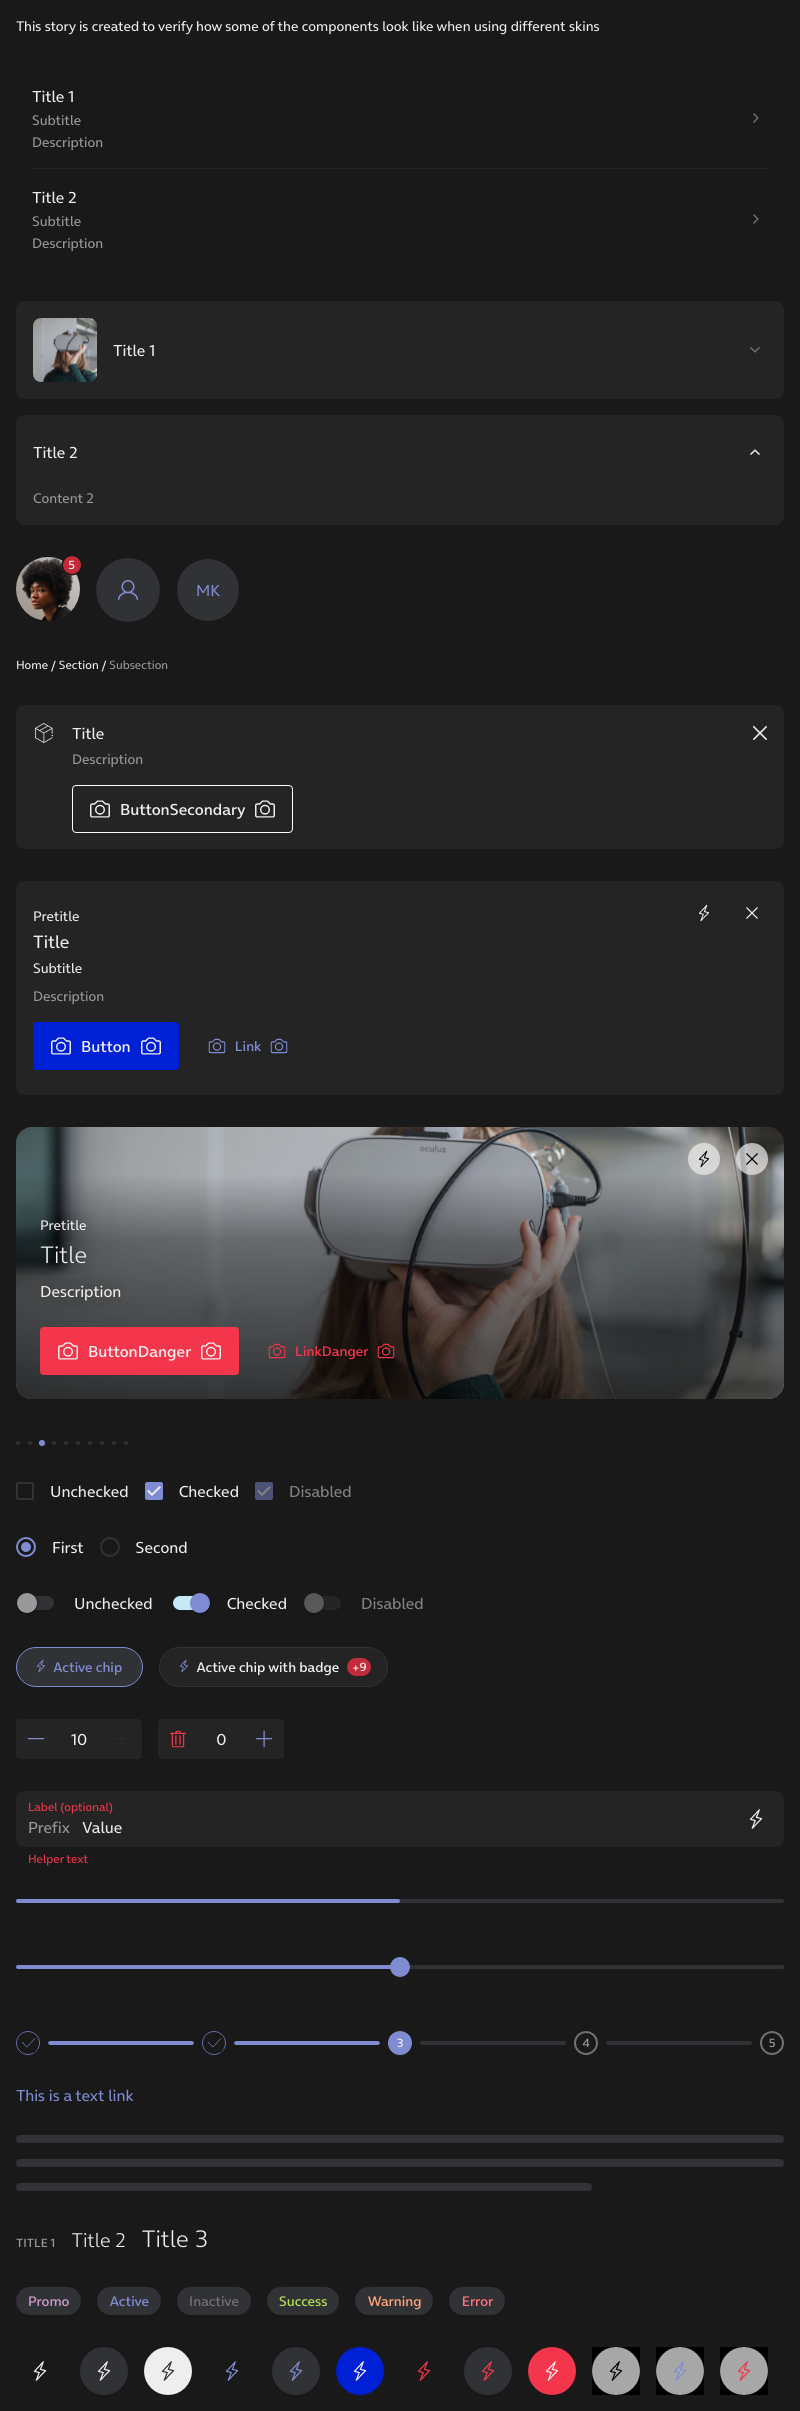 This story is created to verify how some of the components look like when using different skins
Title 1
Subtitle
Description
Title 2
Subtitle
Description
Title 1
Title 2
Content 2
5
MK
Home / Section / Subsection
Title
Description
ButtonSecondary
Pretitle
Title
Subtitle
Description
Button Link
oculus
Pretitle
Title
Description
ButtonDanger LinkDanger
Unchecked Checked Disabled
First Second
Unchecked Checked Disabled
Active chip Active chip with badge +9
10 0
Label (optional)
Prefix Value
Helper text
3 4 5
This is a text link
TITLE 1 Title 2 Title 3
Promo Active Inactive Success Warning Error